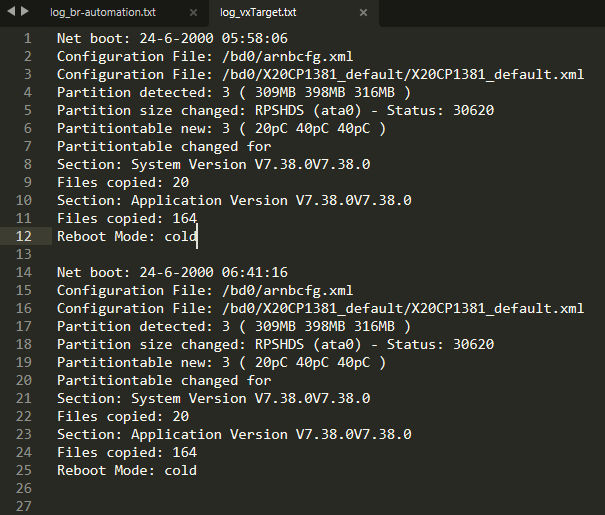 log_br-automation.txt
log_vxTarget.txt
1 Net boot: 24-6-2000 05:58:06
2 Configuration File: /bd0/arnbcfg.xml
3 Configuration File: /bd0/X20CP1381_default/X20CP1381_default.xml
4 Partition detected: 3 ( 309MB 398MB 316MB )
5 Partition size changed: RPSHDS (ata0) - Status: 30620
6 Partitiontable new: 3 ( 20pC 40pC 40pC )
7 Partitiontable changed for
8 Section: System Version V7.38.0V7.38.0
9 Files copied: 20
10 Section: Application Version V7.38.0V7.38.0
11 Files copied: 164
12 Reboot Mode: cold
13
14 Net boot: 24-6-2000 06:41:16
15 Configuration File: /bd0/arnbcfg.xml
16 Configuration File: /bd0/X20CP1381_default/X20CP1381_default.xml
17 Partition detected: 3 ( 309MB 398MB 316MB )
18 Partition size changed: RPSHDS (ata0) - Status: 30620
19 Partitiontable new: 3 ( 20pC 40pC 40pC )
20 Partitiontable changed for
21 Section: System Version V7.38.0V7.38.0
22 Files copied: 20
23 Section: Application Version V7.38.0V7.38.0
24 Files copied: 164
25 Reboot Mode: cold
26
27